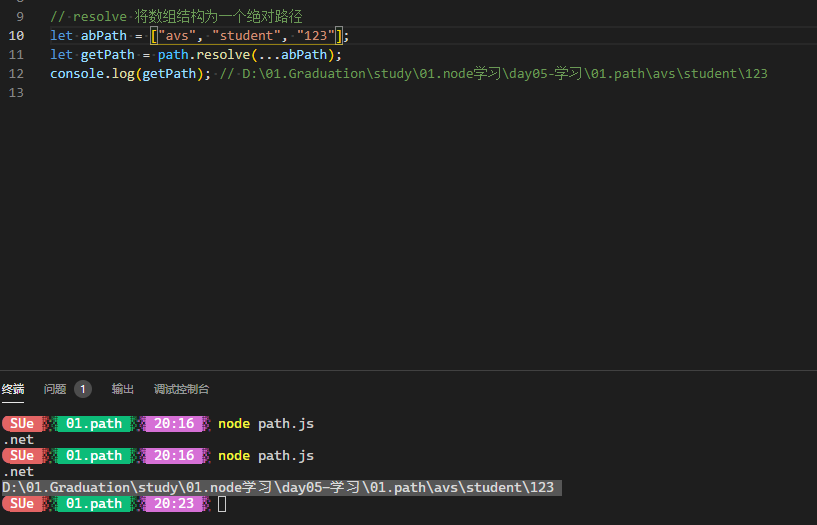 9 // resolve 将数组结构为一个绝对路径
10 let abPath = ["avs", "student", "123"];
11 let getPath = path.resolve(...abPath);
12 console.log(getPath); // D:\01.Graduation\study\01.node学习\day05-学习\01.path\avs\student\123
13
终端 问题 1 输出 调试控制台
SUe 01.path 20:16 node path.js
.net
SUe 01.path 20:16 node path.js
.net
D:\01.Graduation\study\01.node学习\day05-学习\01.path\avs\student\123
SUe 01.path 20:23